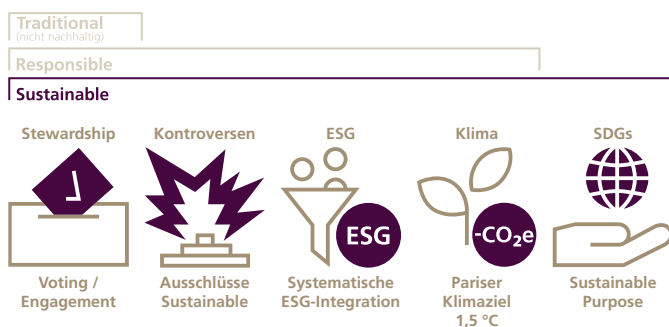 Traditional
(nicht nachhaltig)
Responsible
Sustainable
Stewardship Kontroversen ESG Klima SDGs
ESG -CO₂e
Voting / Ausschlüsse Systematische Pariser Sustainable
Engagement Sustainable ESG-Integration Klimaziel Purpose
1,5 °C